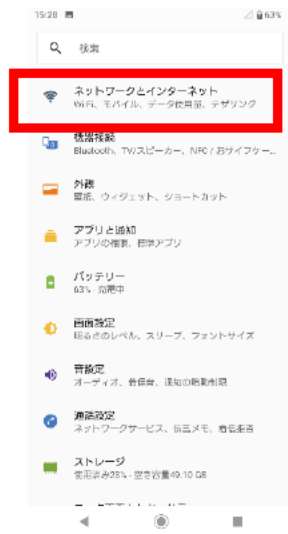 15:28
63%
検索
ネットワークとインターネット
Wi-Fi、モバイル、データ使用量、テザリング
機器接続
Bluetooth、TV/スピーカー、NFC / おサイフケー…
外観
壁紙、ウィジェット、ショートカット
アプリと通知
アプリの権限、標準アプリ
バッテリー
63% - 充電中
画面設定
明るさのレベル、スリープ、フォントサイズ
音設定
オーディオ、着信音、通知の鳴動制限
通話設定
ネットワークサービス、伝言メモ、着信拒否
ストレージ
使用済み23% - 空き容量49.10 GB